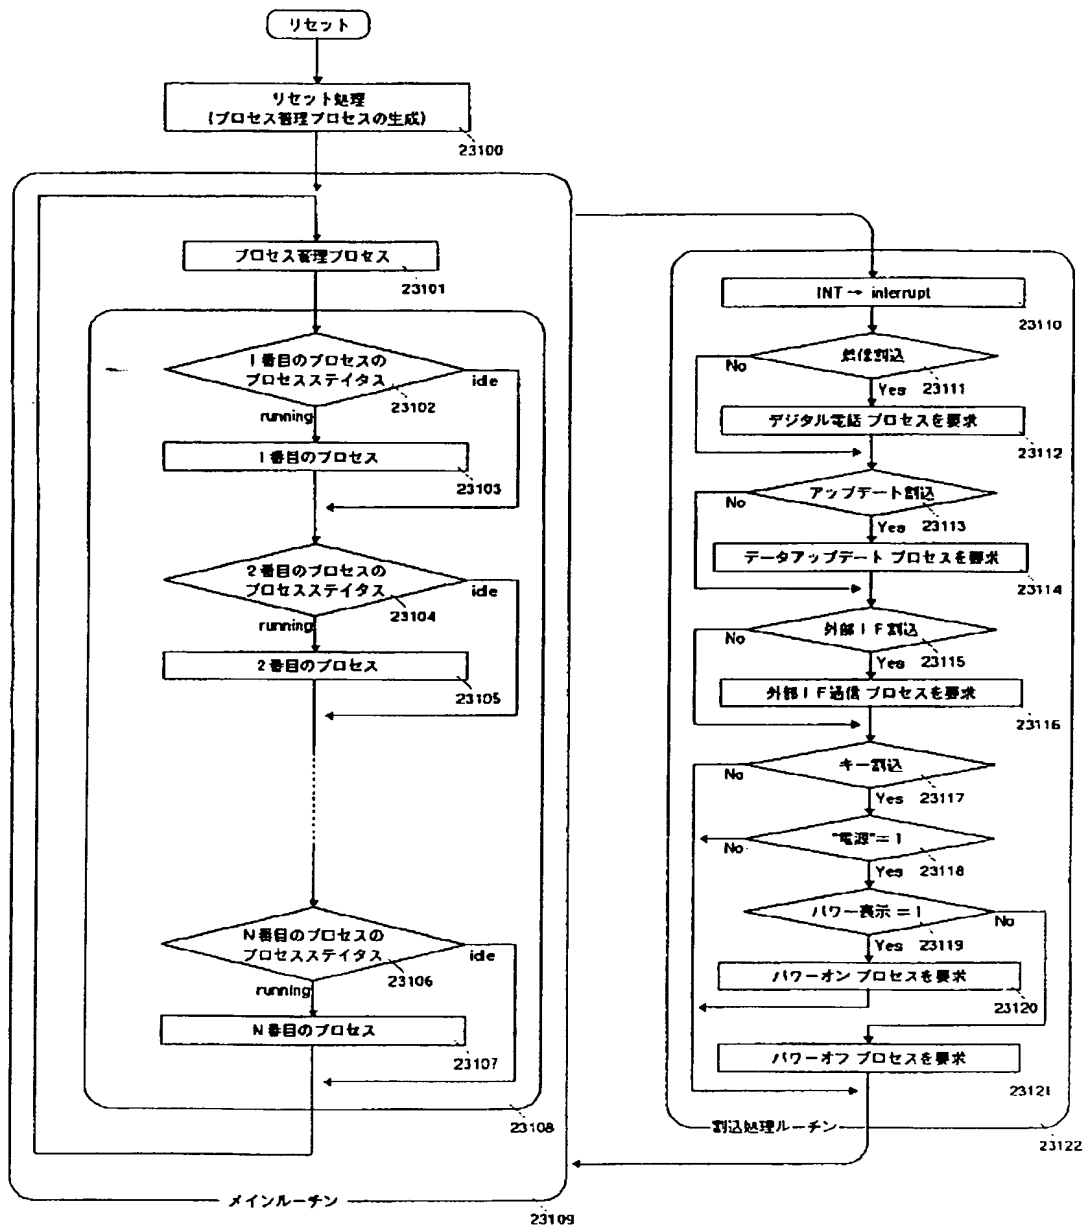 リセット
リセット処理
(プロセス管理プロセスの生成)
23100
プロセス管理プロセス
23101
1番目のプロセスの
プロセスステイタス
idle
23102
running
1番目のプロセス
23103
2番目のプロセスの
プロセスステイタス
idle
23104
running
2番目のプロセス
23105
N番目のプロセスの
プロセスステイタス
idle
23106
running
N番目のプロセス
23107
23108
メインルーチン
23109
INT → interrupt
23110
着信割込
No
23111
Yes
デジタル電話 プロセスを要求
23112
アップデート割込
No
23113
Yes
データアップデート プロセスを要求
23114
外部IF割込
No
23115
Yes
外部IF通信 プロセスを要求
23116
キー割込
No
Yes
23117
"電源"=1
No
Yes
23118
パワー表示=1
No
Yes
23119
パワーオン プロセスを要求
23120
パワーオフ プロセスを要求
23121
割込処理ルーチン
23122